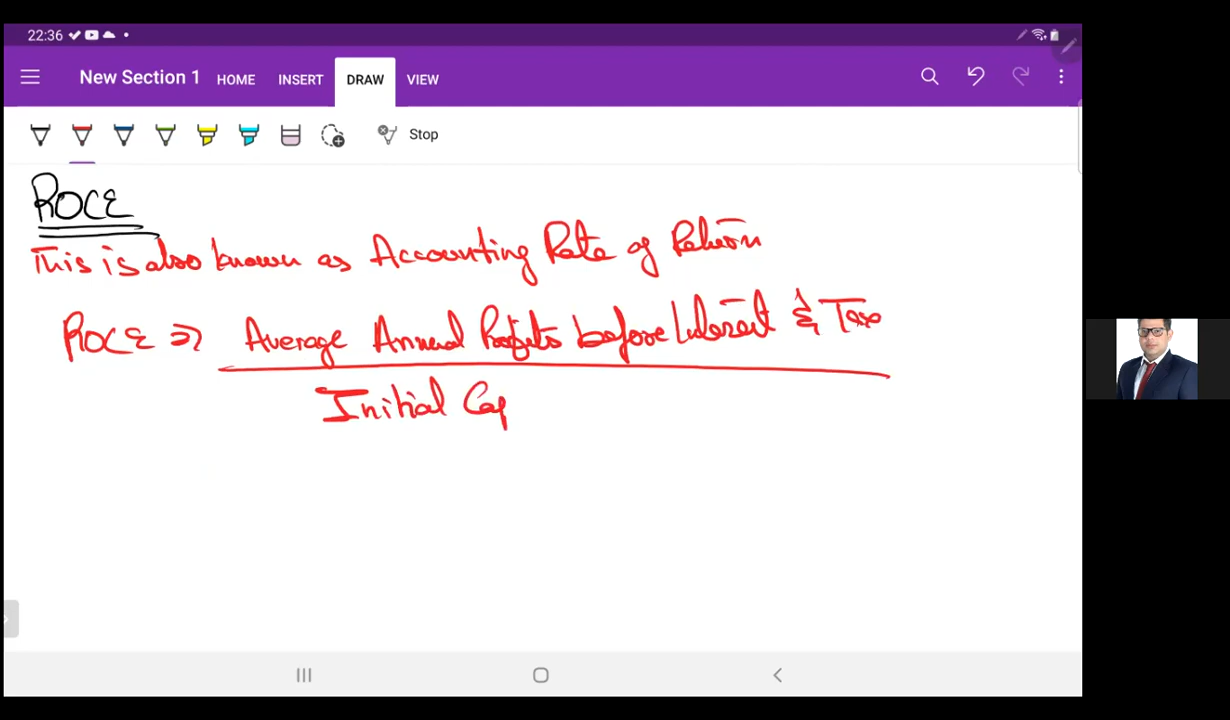 22:36
New Section 1 HOME INSERT DRAW VIEW
Stop
ROCE
This is also known as Accounting Rate of Return
ROCE ⇒ Average Annual Profits before Interest & Tax
Initial Cap